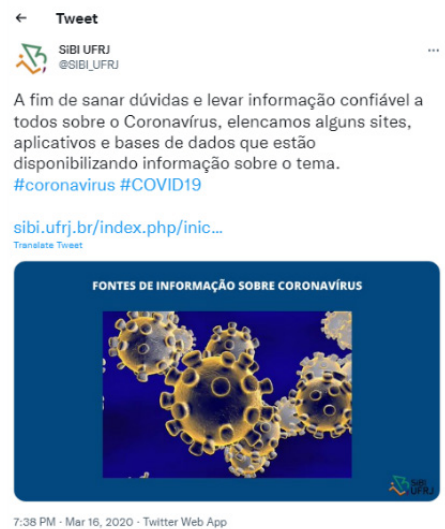 ← Tweet
SiBI UFRJ
@SIBI_UFRJ
A fim de sanar dúvidas e levar informação confiável a
todos sobre o Coronavírus, elencamos alguns sites,
aplicativos e bases de dados que estão
disponibilizando informação sobre o tema.
#coronavirus #COVID19
sibi.ufrj.br/index.php/inic...
Translate Tweet
FONTES DE INFORMAÇÃO SOBRE CORONAVÍRUS
SiBI
UFRJ
7:38 PM · Mar 16, 2020 · Twitter Web App